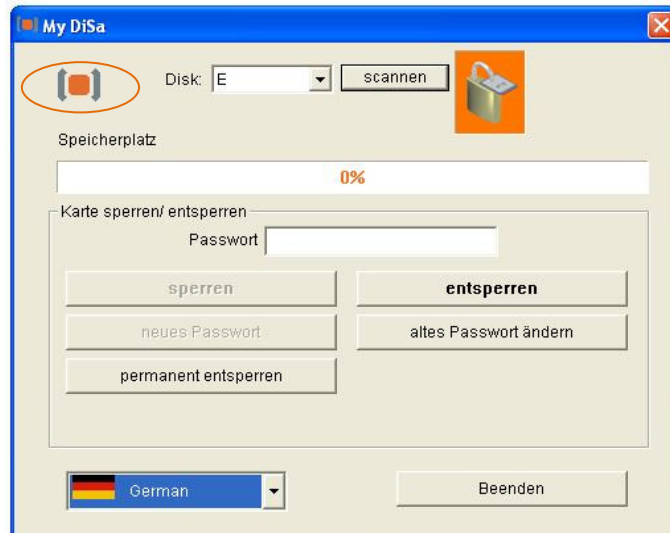 My DiSa
Disk: E scannen
Speicherplatz
0%
Karte sperren/ entsperren
Passwort
sperren entsperren
neues Passwort altes Passwort ändern
permanent entsperren
German Beenden